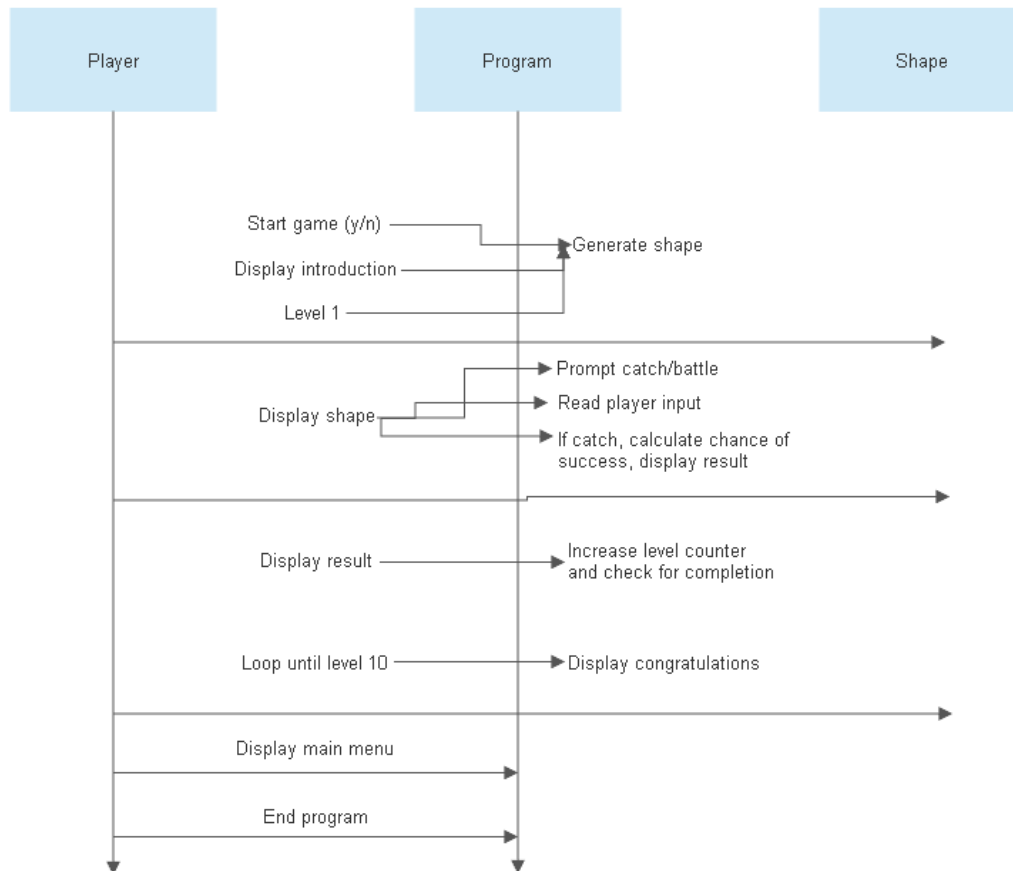 Player
Program
Shape
Start game (y/n)
Generate shape
Display introduction
Level 1
Prompt catch/battle
Display shape
Read player input
If catch, calculate chance of
success, display result
Display result
Increase level counter
and check for completion
Loop until level 10
Display congratulations
Display main menu
End program